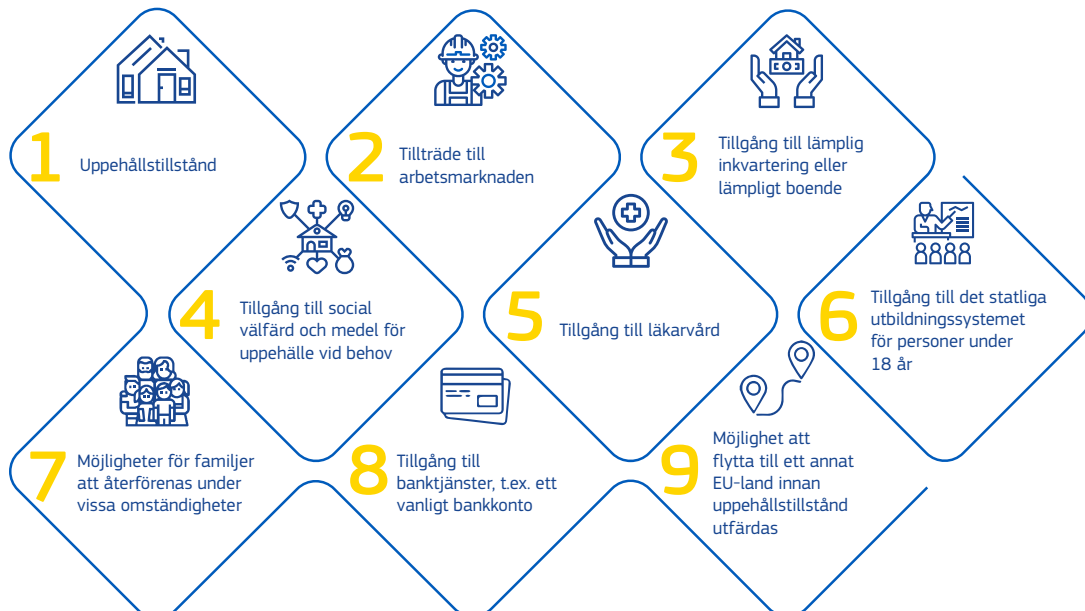 1
Uppehållstillstånd
2
Tillträde till
arbetsmarknaden
3
Tillgång till lämplig
inkvartering eller
lämpligt boende
4
Tillgång till social
välfärd och medel för
uppehälle vid behov
5
Tillgång till läkarvård
6
Tillgång till det statliga
utbildningssystemet
för personer under
18 år
7
Möjligheter för familjer
att återförenas under
vissa omständigheter
8
Tillgång till
banktjänster, t.ex. ett
vanligt bankkonto
9
Möjlighet att
flytta till ett annat
EU-land innan
uppehållstillstånd
utfärdas